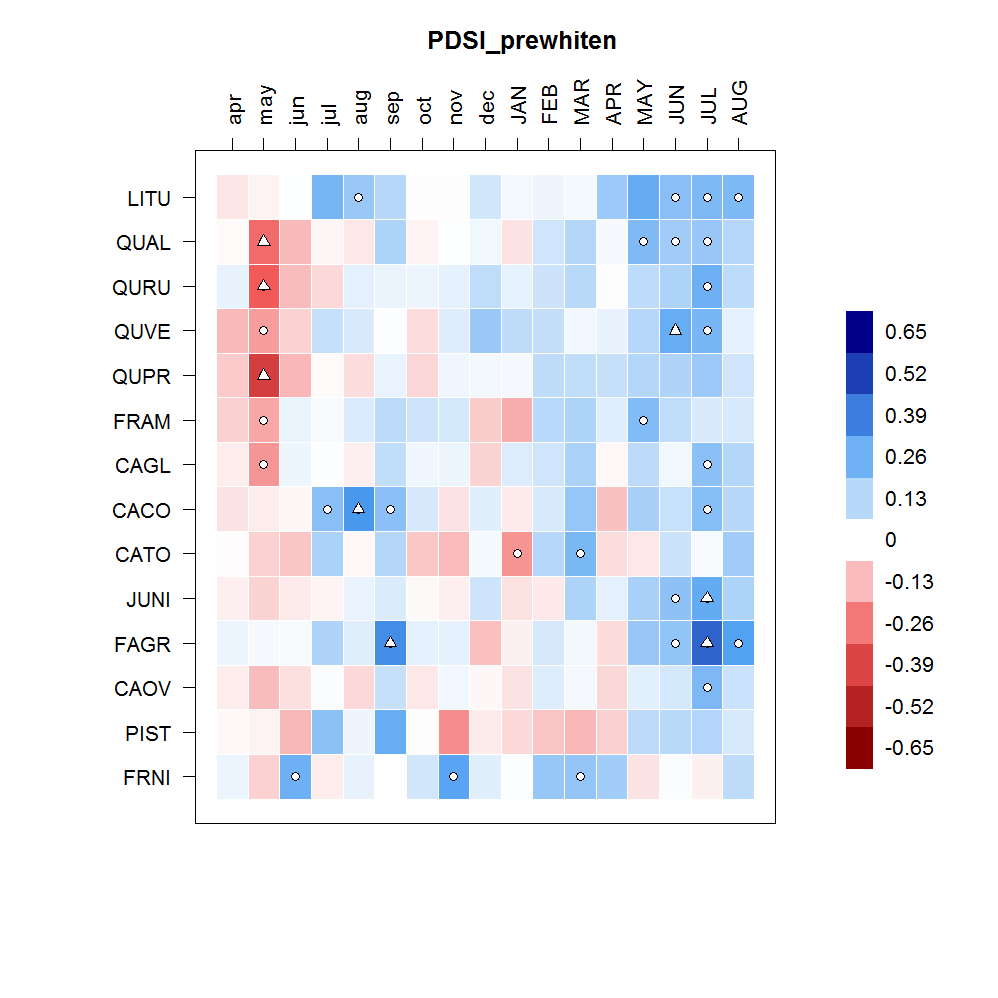 PDSI_prewhiten
apr may jun jul aug sep oct nov dec JAN FEB MAR APR MAY JUN JUL AUG
LITU
QUAL
QURU
QUVE
QUPR
FRAM
CAGL
CACO
CATO
JUNI
FAGR
CAOV
PIST
FRNI
0.65
0.52
0.39
0.26
0.13
0
-0.13
-0.26
-0.39
-0.52
-0.65